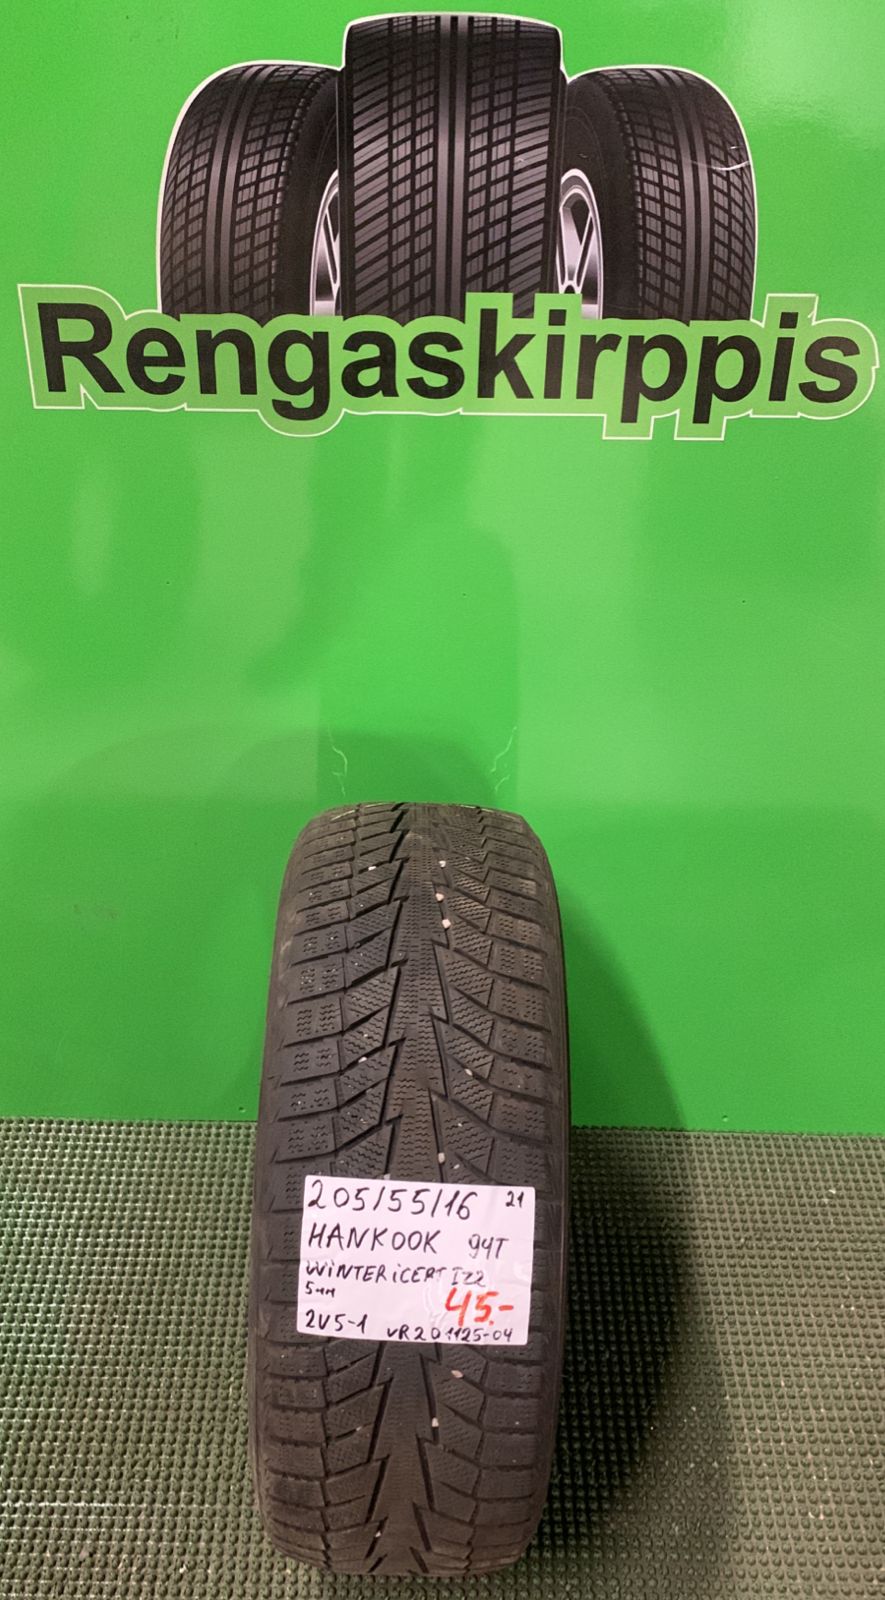 Rengaskirppis
205/55/16 21
HANKOOK 94T
WINTER iCEPT IZ2
5mm 45.-
2V5-1 VR201125-04